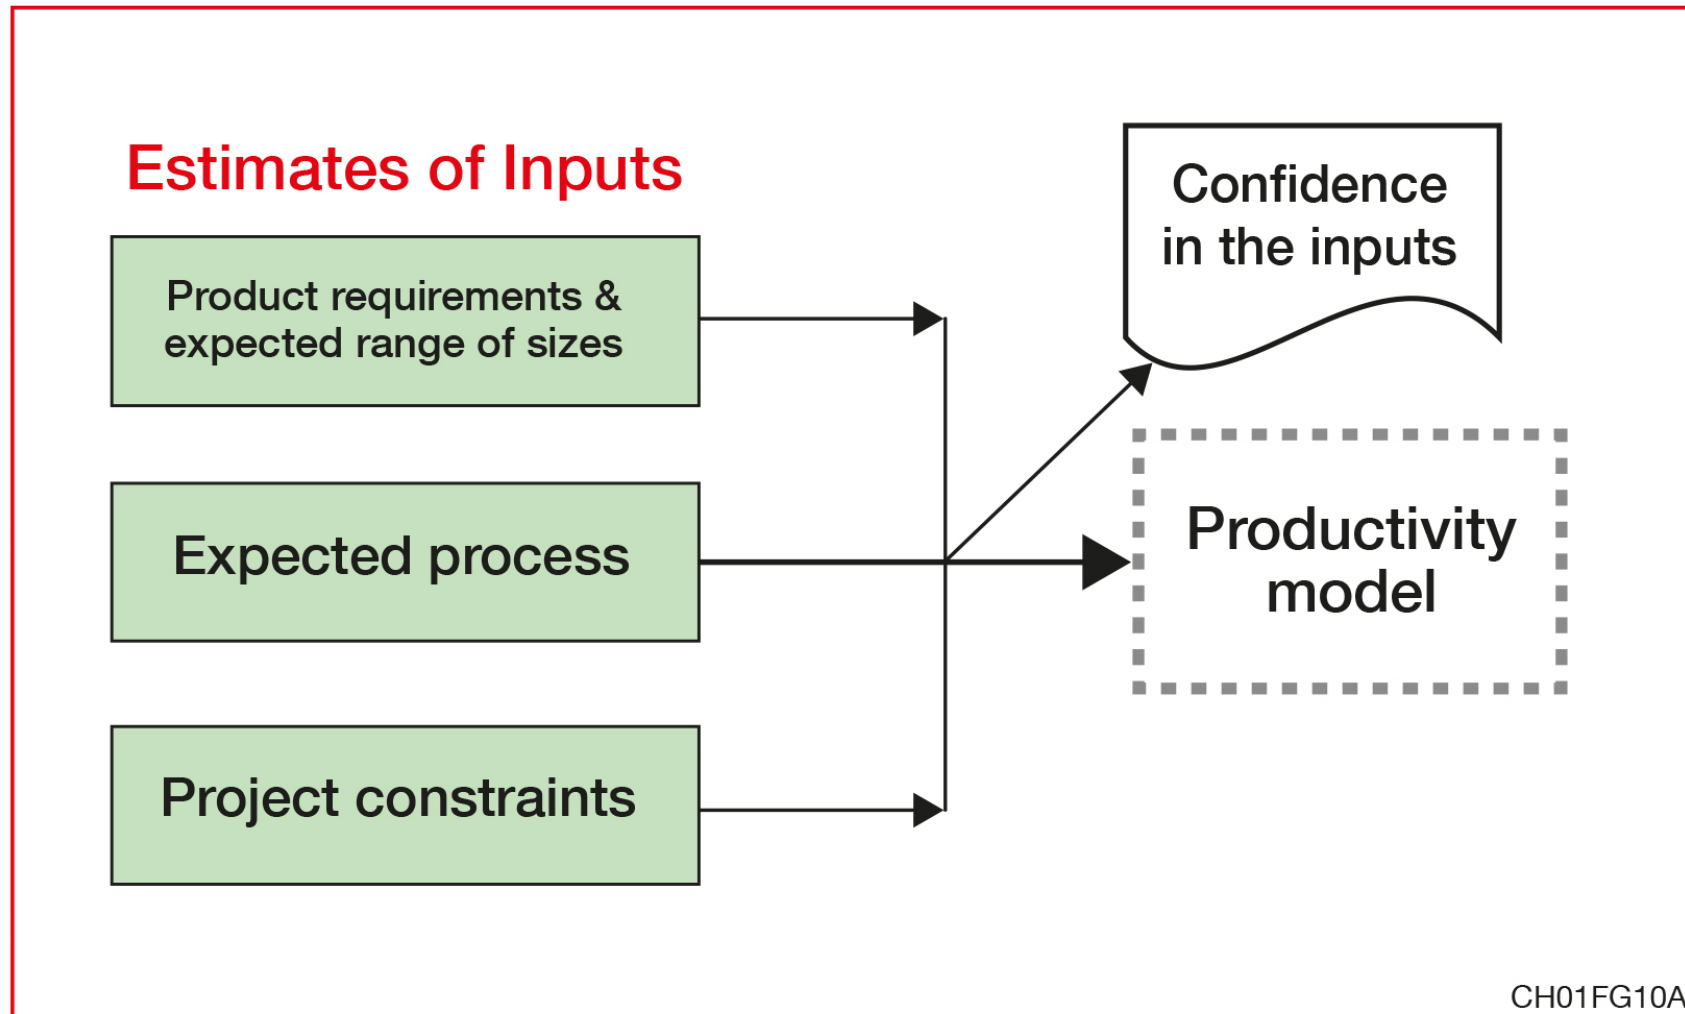 Estimates of Inputs
Product requirements &
expected range of sizes
Expected process
Project constraints
Confidence
in the inputs
Productivity
model
CH01FG10A